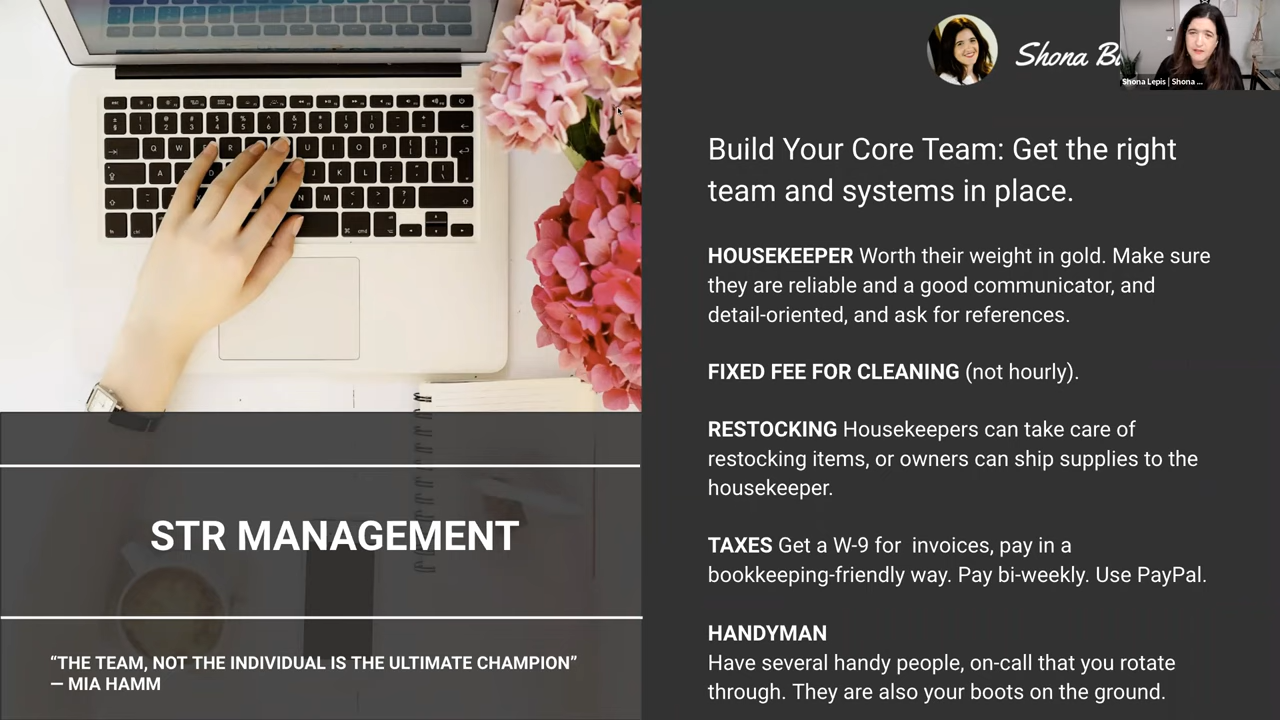 Shona
Shona Lepis | Shona ...
Build Your Core Team: Get the right
team and systems in place.
HOUSEKEEPER Worth their weight in gold. Make sure
they are reliable and a good communicator, and
detail-oriented, and ask for references.
FIXED FEE FOR CLEANING (not hourly).
RESTOCKING Housekeepers can take care of
restocking items, or owners can ship supplies to the
housekeeper.
TAXES Get a W-9 for  invoices, pay in a
bookkeeping-friendly way. Pay bi-weekly. Use PayPal.
HANDYMAN
Have several handy people, on-call that you rotate
through. They are also your boots on the ground.
STR MANAGEMENT
“THE TEAM, NOT THE INDIVIDUAL IS THE ULTIMATE CHAMPION”
— MIA HAMM